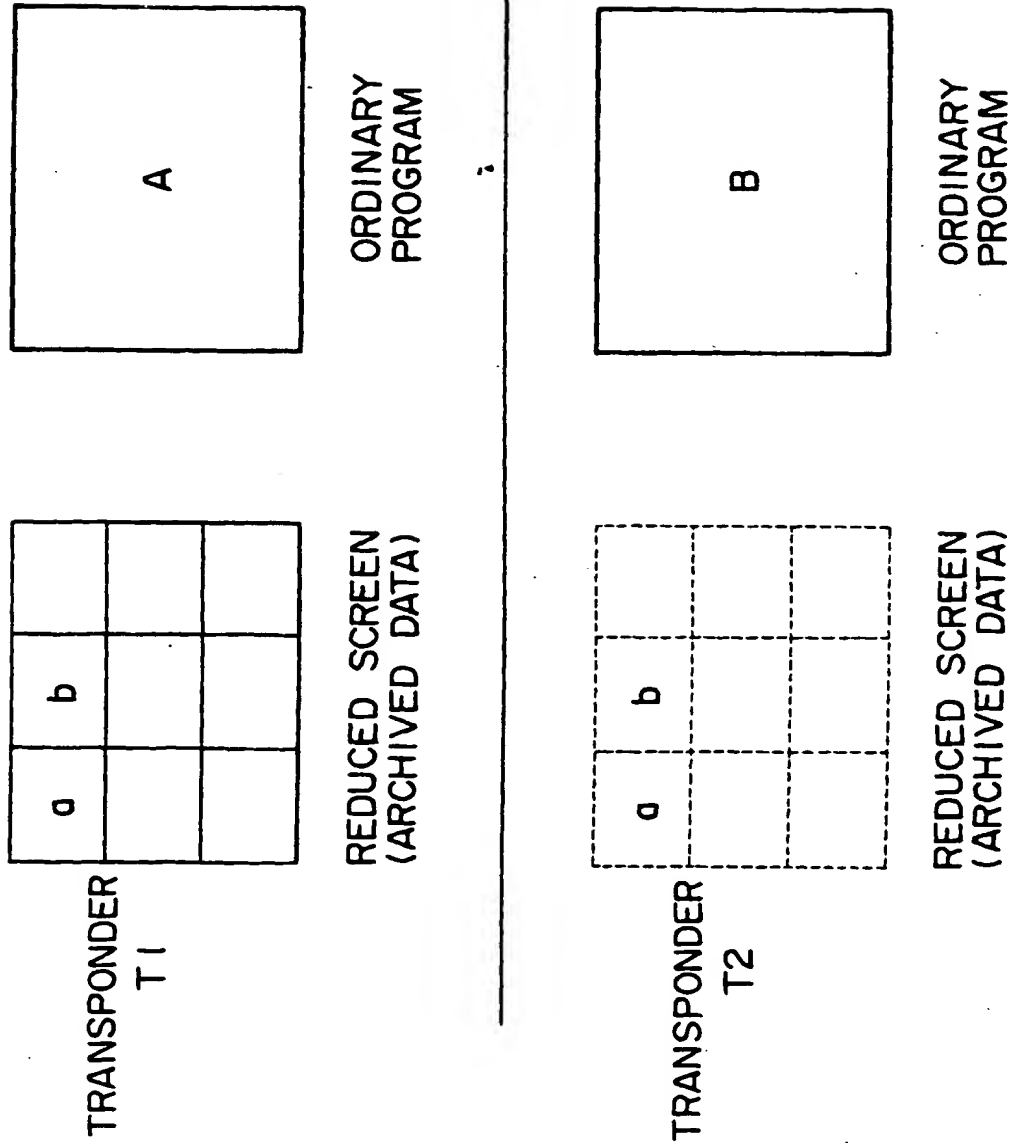 TRANSPONDER
T1
a
b
A
REDUCED SCREEN
(ARCHIVED DATA)
ORDINARY
PROGRAM
TRANSPONDER
T2
a
b
B
REDUCED SCREEN
(ARCHIVED DATA)
ORDINARY
PROGRAM